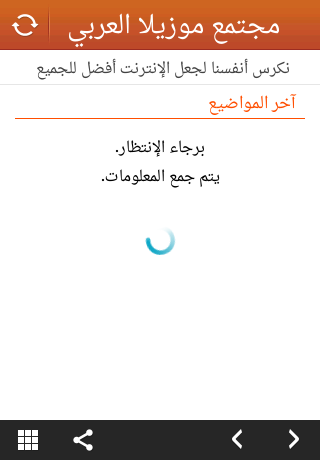 مجتمع موزيلا العربي
نكرس أنفسنا لجعل الإنترنت أفضل للجميع
آخر المواضيع
برجاء الإنتظار.
يتم جمع المعلومات.